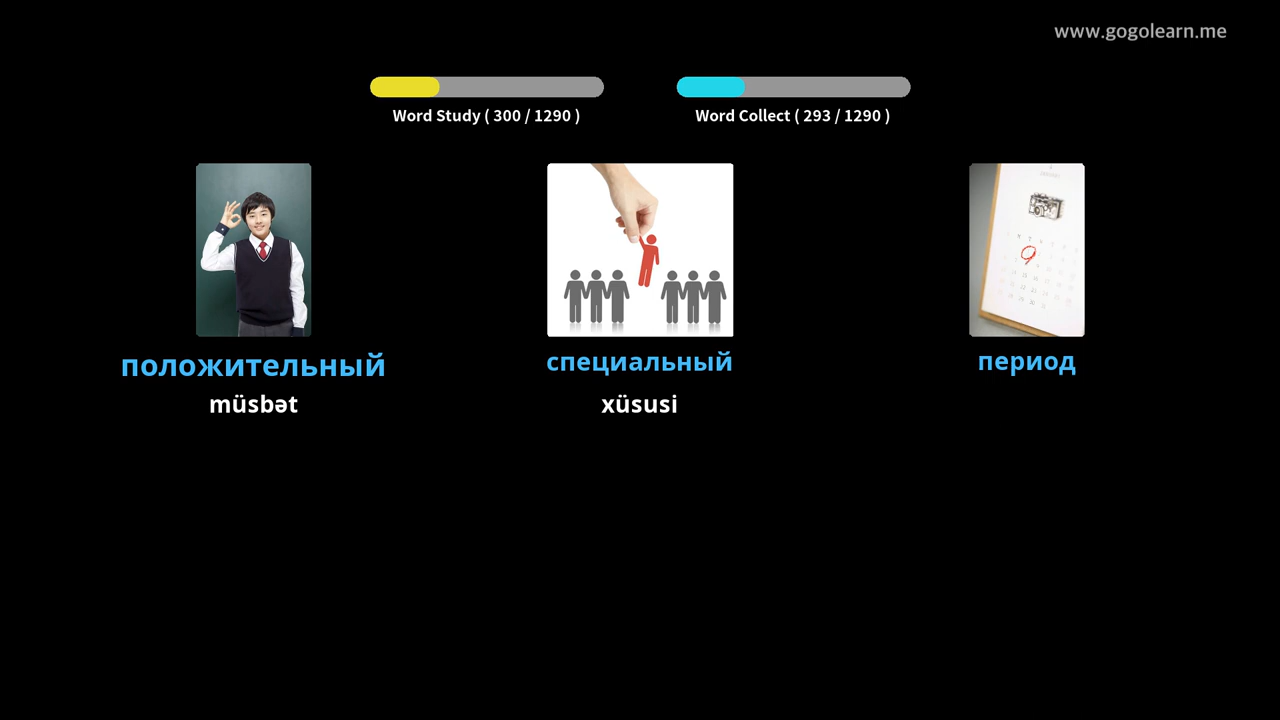 www.gogolearn.me
Word Study ( 300 / 1290 )
Word Collect ( 293 / 1290 )
положительный
müsbət
специальный
xüsusi
период